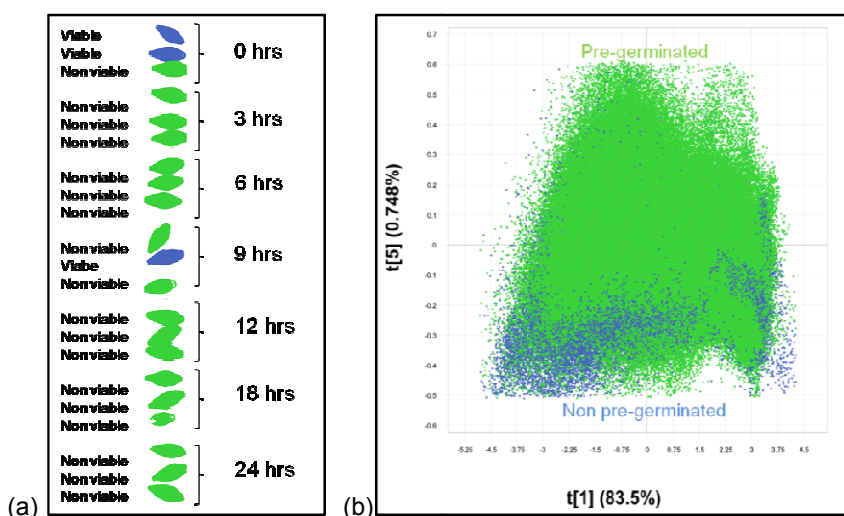 Viable
Viable
Nonviable
0 hrs
Nonviable
Nonviable
Nonviable
3 hrs
Nonviable
Nonviable
Nonviable
6 hrs
Nonviable
Viabe
Nonviable
9 hrs
Nonviable
Nonviable
Nonviable
12 hrs
Nonviable
Nonviable
Nonviable
18 hrs
Nonviable
Nonviable
Nonviable
24 hrs
(a)
0.7
0.6
0.5
0.4
0.3
0.2
0.1
0
-0.1
-0.2
-0.3
-0.4
-0.5
-0.6
t[5] (0.748%)
Pre-germinated
Non pre-germinated
-5.25 -4.5 -3.75 -3 -2.25 -1.5 -0.75 0 0.75 1.5 2.25 3 3.75 4.5
t[1] (83.5%)
(b)